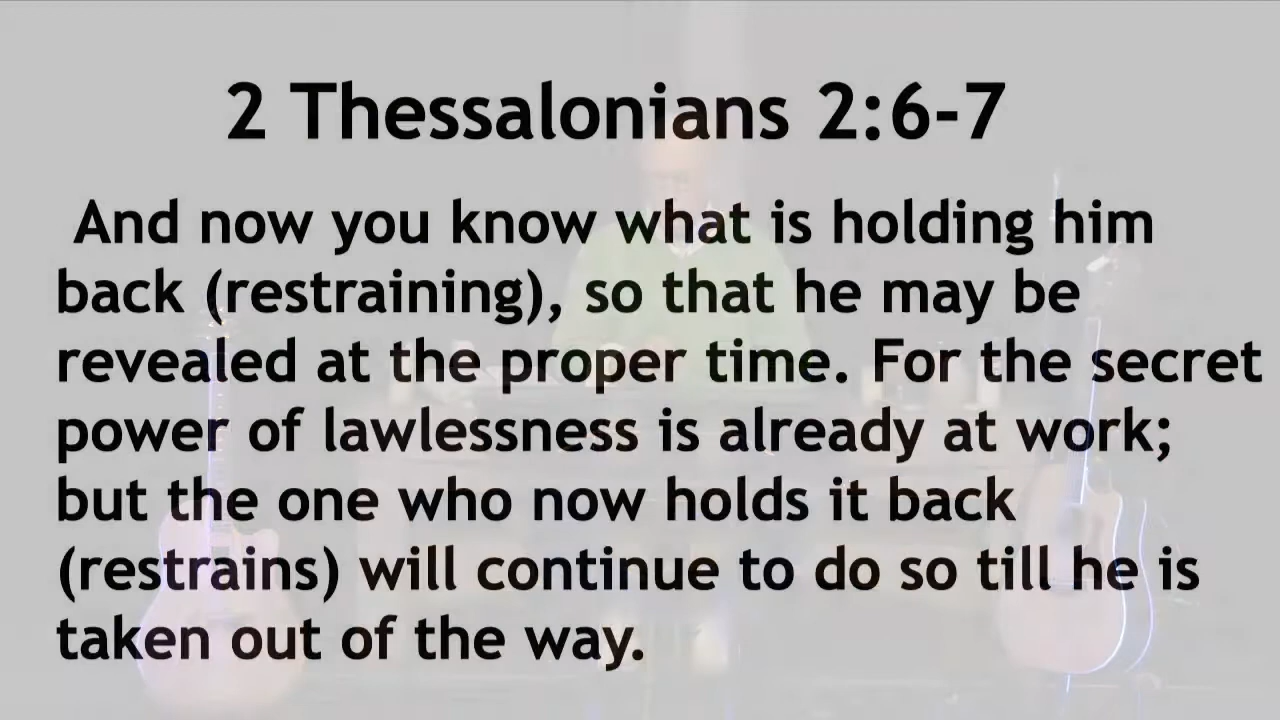 2 Thessalonians 2:6-7
And now you know what is holding him
back (restraining), so that he may be
revealed at the proper time. For the secret
power of lawlessness is already at work;
but the one who now holds it back
(restrains) will continue to do so till he is
taken out of the way.